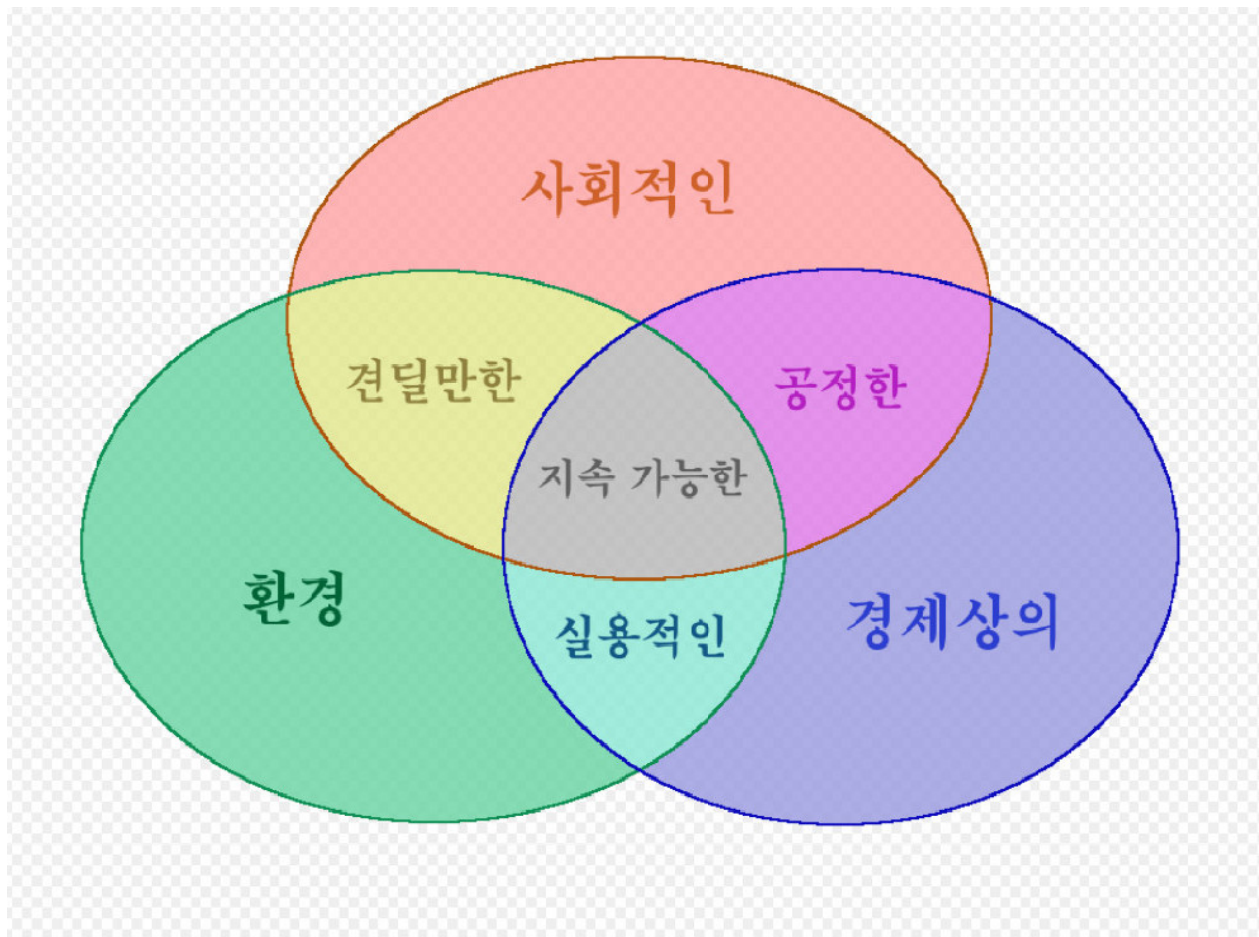 사회적인
견딜만한
공정한
지속 가능한
환경
실용적인
경제상의